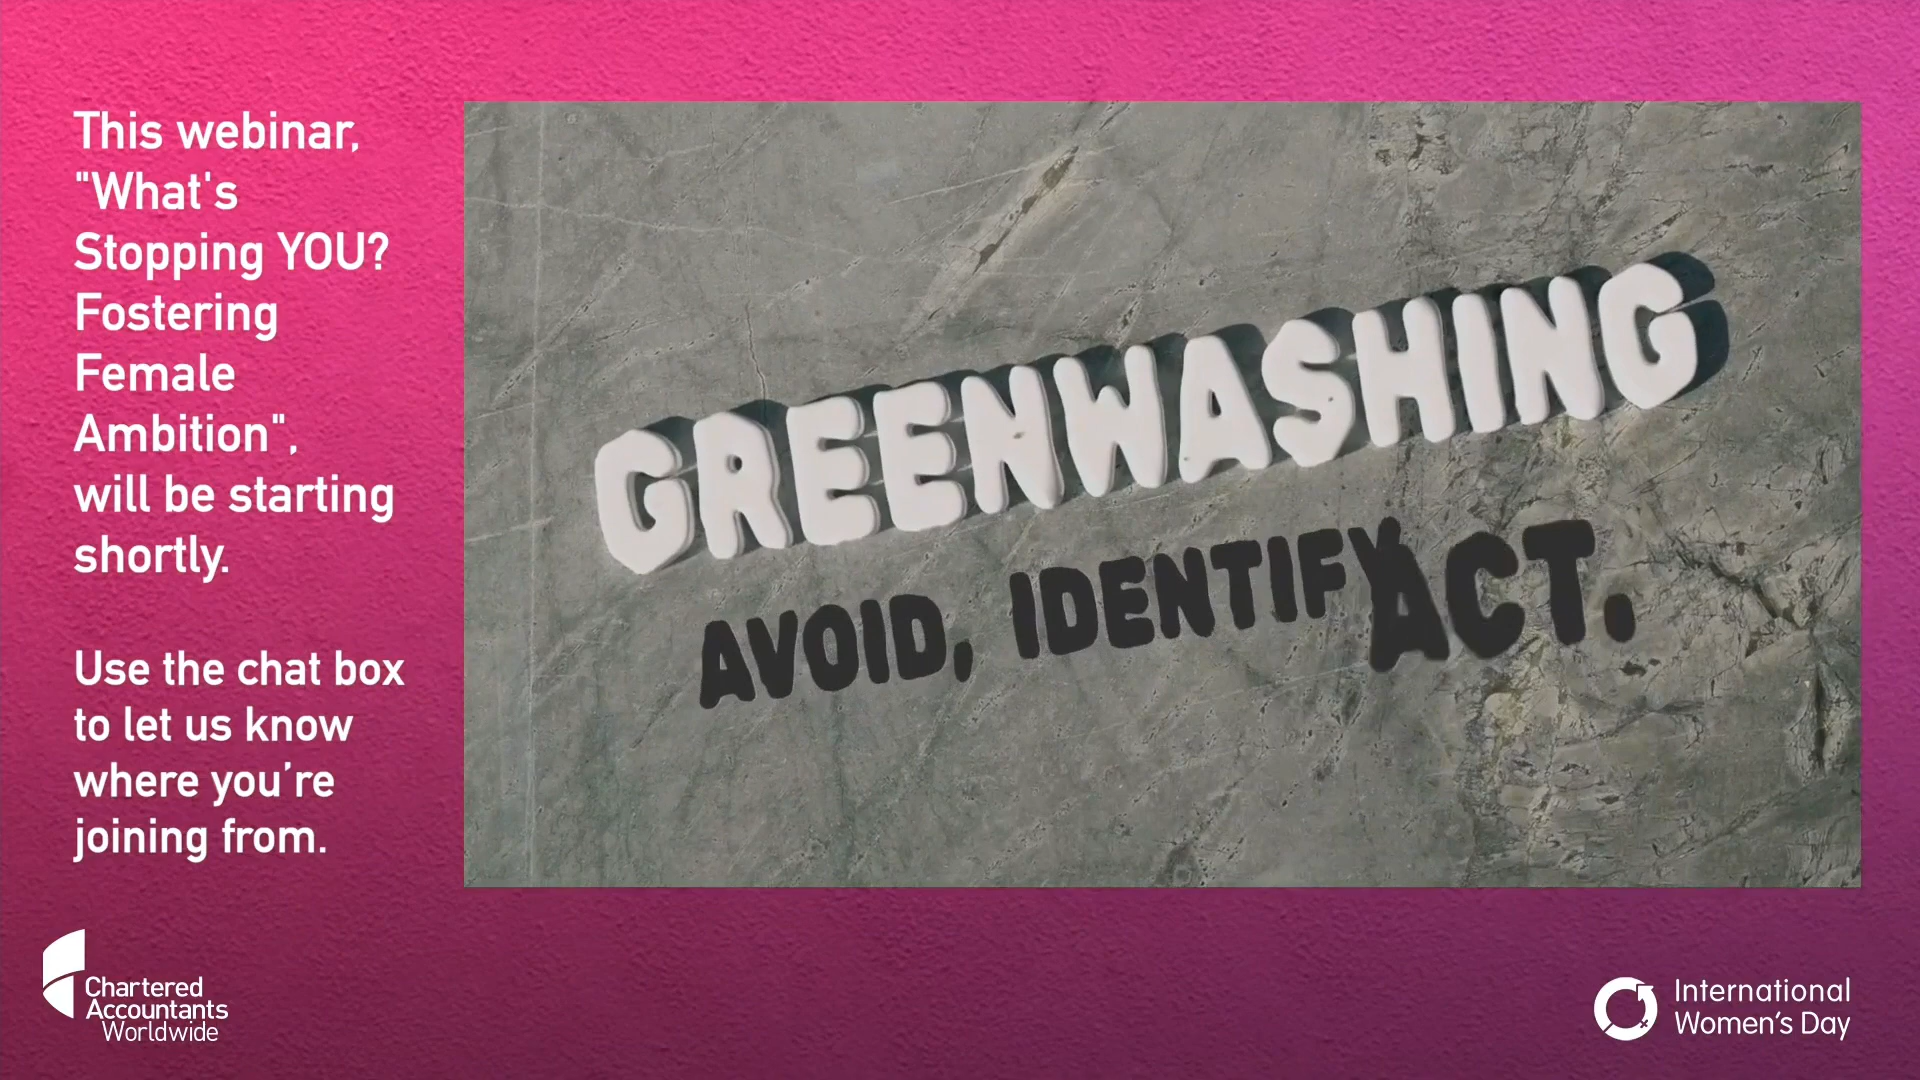 This webinar,
"What's
Stopping YOU?
Fostering
Female
Ambition",
will be starting
shortly.
Use the chat box
to let us know
where you’re
joining from.
GREENWASHING
AVOID, IDENTIFY ACT.
Chartered
Accountants
Worldwide
International
Women’s Day